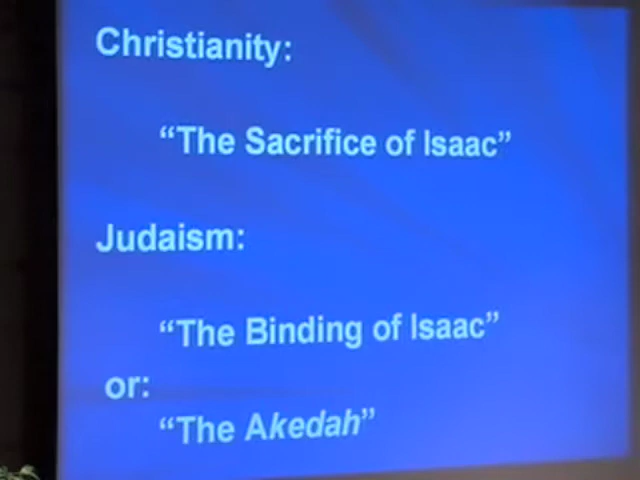 Christianity:
“The Sacrifice of Isaac”
Judaism:
“The Binding of Isaac”
or:
“The Akedah”